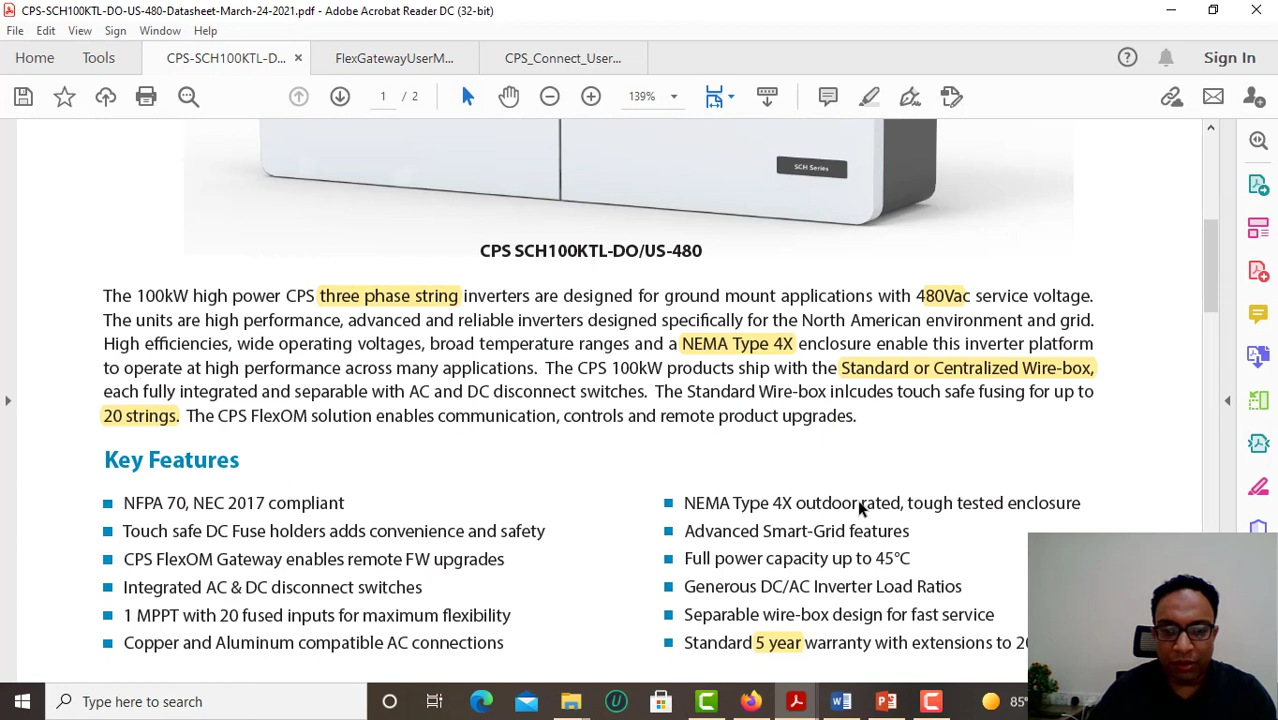 CPS-SCH100KTL-DO-US-480-Datasheet-March-24-2021.pdf - Adobe Acrobat Reader DC (32-bit)
File Edit View Sign Window Help
Home Tools CPS-SCH100KTL-D... × FlexGatewayUserM... CPS_Connect_User... Sign In
1 / 2 139%
SCH Series
CPS SCH100KTL-DO/US-480
The 100kW high power CPS three phase string inverters are designed for ground mount applications with 480Vac service voltage.
The units are high performance, advanced and reliable inverters designed specifically for the North American environment and grid.
High efficiencies, wide operating voltages, broad temperature ranges and a NEMA Type 4X enclosure enable this inverter platform
to operate at high performance across many applications. The CPS 100kW products ship with the Standard or Centralized Wire-box,
each fully integrated and separable with AC and DC disconnect switches. The Standard Wire-box inlcudes touch safe fusing for up to
20 strings. The CPS FlexOM solution enables communication, controls and remote product upgrades.
Key Features
NFPA 70, NEC 2017 compliant
Touch safe DC Fuse holders adds convenience and safety
CPS FlexOM Gateway enables remote FW upgrades
Integrated AC & DC disconnect switches
1 MPPT with 20 fused inputs for maximum flexibility
Copper and Aluminum compatible AC connections
NEMA Type 4X outdoor rated, tough tested enclosure
Advanced Smart-Grid features
Full power capacity up to 45°C
Generous DC/AC Inverter Load Ratios
Separable wire-box design for fast service
Standard 5 year warranty with extensions to
Type here to search
85°